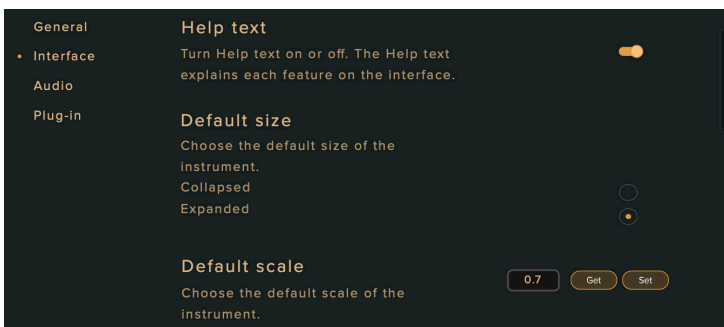 General
Interface
Audio
Plug-in
Help text
Turn Help text on or off. The Help text
explains each feature on the interface.
Default size
Choose the default size of the
instrument.
Collapsed
Expanded
Default scale
0.7 Get Set
Choose the default scale of the
instrument.